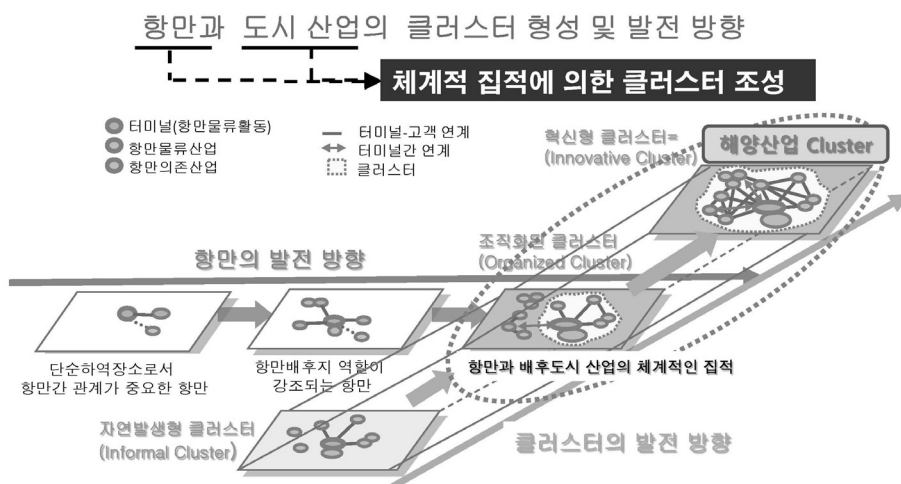 항만과 도시 산업의 클러스터 형성 및 발전 방향
체계적 집적에 의한 클러스터 조성
터미널(항만물류활동)
항만물류산업
항만의존산업
터미널-고객 연계
터미널간 연계
클러스터
혁신형 클러스터=
(Innovative Cluster)
해양산업 Cluster
조직화된 클러스터
(Organized Cluster)
항만의 발전 방향
단순하역장소로서
항만간 관계가 중요한 항만
항만배후지 역할이
강조되는 항만
항만과 배후도시 산업의 체계적인 집적
자연발생형 클러스터
(Informal Cluster)
클러스터의 발전 방향